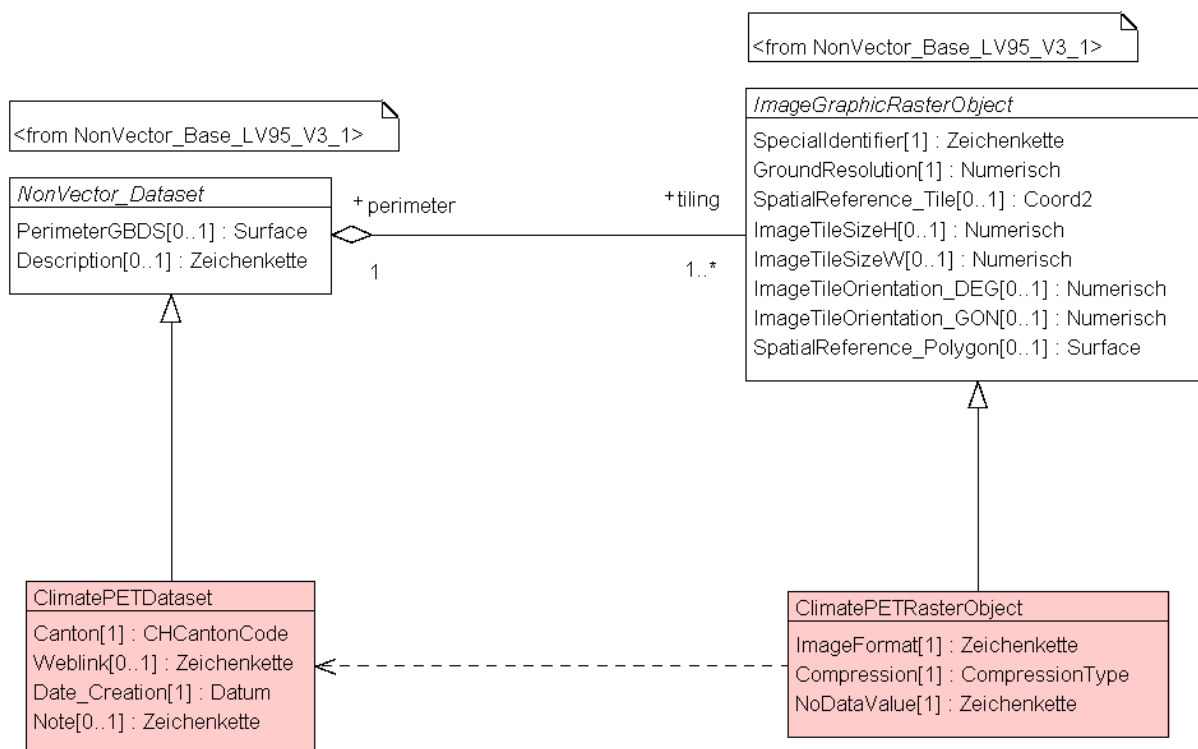 <from NonVector_Base_LV95_V3_1>
NonVector_Dataset
PerimeterGBDS[0..1] : Surface
Description[0..1] : Zeichenkette
+perimeter
1
+tiling
1..*
<from NonVector_Base_LV95_V3_1>
ImageGraphicRasterObject
SpecialIdentifier[1] : Zeichenkette
GroundResolution[1] : Numerisch
SpatialReference_Tile[0..1] : Coord2
ImageTileSizeH[0..1] : Numerisch
ImageTileSizeW[0..1] : Numerisch
ImageTileOrientation_DEG[0..1] : Numerisch
ImageTileOrientation_GON[0..1] : Numerisch
SpatialReference_Polygon[0..1] : Surface
ClimatePETDataset
Canton[1] : CHCantonCode
Weblink[0..1] : Zeichenkette
Date_Creation[1] : Datum
Note[0..1] : Zeichenkette
ClimatePETRasterObject
ImageFormat[1] : Zeichenkette
Compression[1] : CompressionType
NoDataValue[1] : Zeichenkette